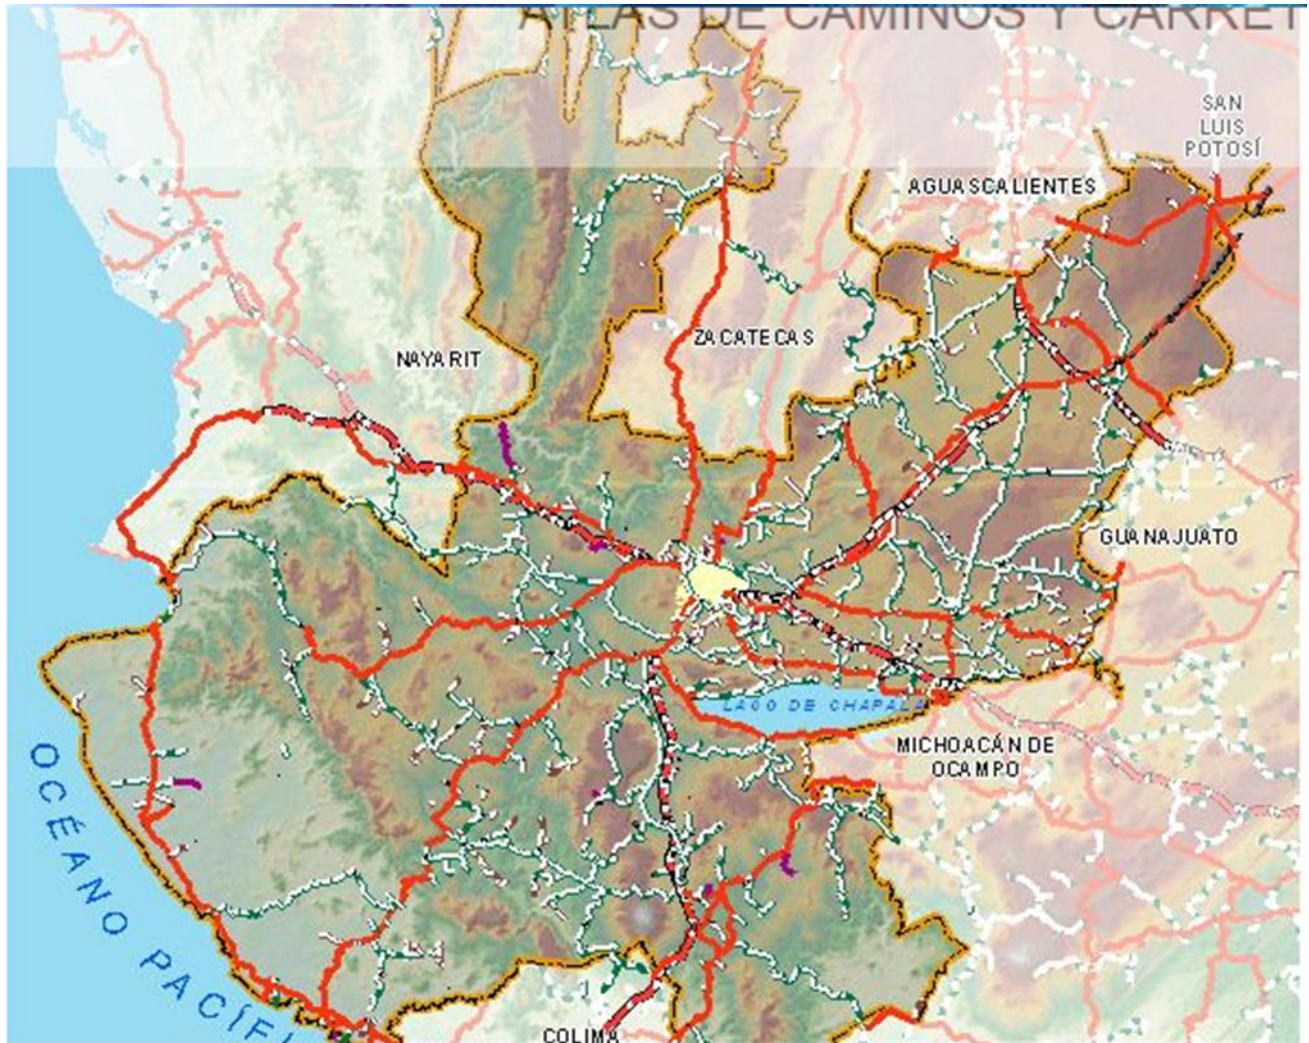 ATLAS DE CAMINOS Y CARRET
SAN
LUIS
POTOSÍ
AGUASCALIENTES
ZACATECAS
NAYARIT
GUANAJUATO
LAGO DE CHAPALA
MICHOACÁN DE
OCAMPO
OCÉANO PACÍFI
COLIMA